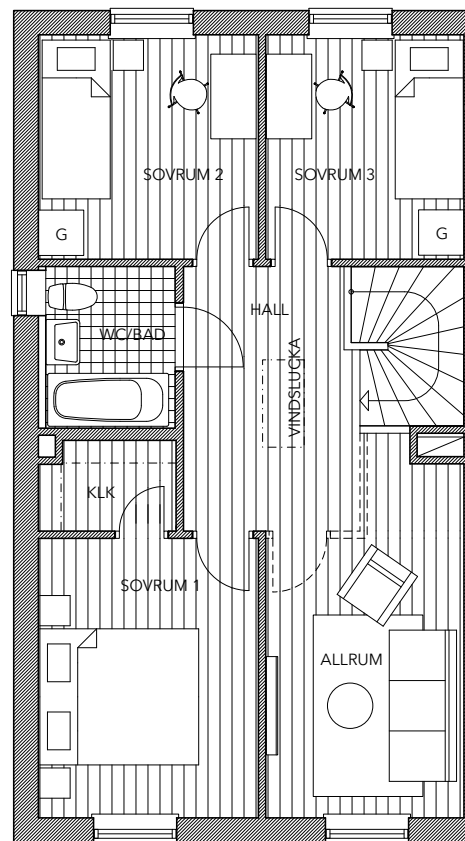 SOVRUM 2
SOVRUM 3
G
G
HALL
WC/BAD
VINDSLUCKA
KLK
SOVRUM 1
ALLRUM